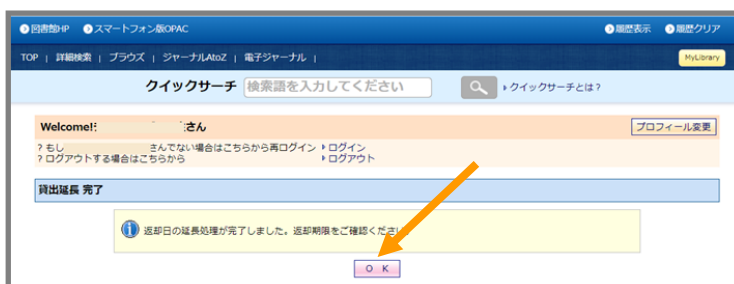 図書館HP スマートフォン版OPAC 履歴表示 履歴クリア
TOP | 詳細検索 | ブラウズ | ジャーナルAtoZ | 電子ジャーナル | MyLibrary
クイックサーチ 検索語を入力してください クイックサーチとは?
Welcome! さん プロフィール変更
? もし さんでない場合はこちらから再ログイン ログイン
? ログアウトする場合はこちらから ログアウト
貸出延長 完了
返却日の延長処理が完了しました。返却期限をご確認ください
O K